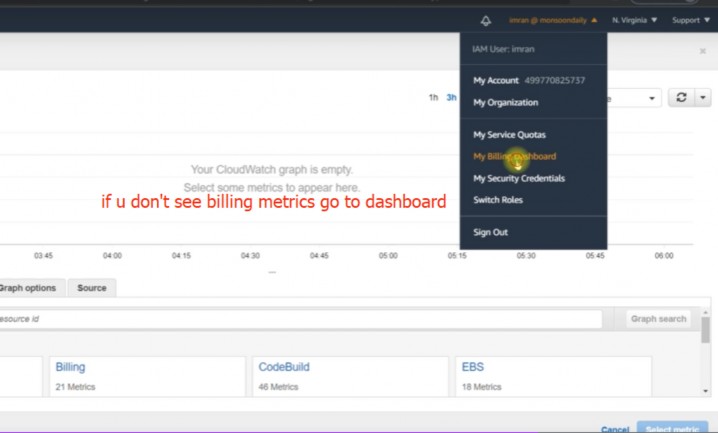 imran @ monsoondaily ▲ N. Virginia ▼ Support ▼
IAM User: imran
My Account 499770825737
My Organization
1h 3h
My Service Quotas
My Billing Dashboard
My Security Credentials
Switch Roles
Sign Out
Your CloudWatch graph is empty.
Select some metrics to appear here.
if u don't see billing metrics go to dashboard
03:45 04:00 04:15 04:30 04:45 05:00 05:15 05:30 05:45 06:00
Graph options Source
resource id Graph search
Billing CodeBuild EBS
21 Metrics 46 Metrics 18 Metrics
Cancel Select metric